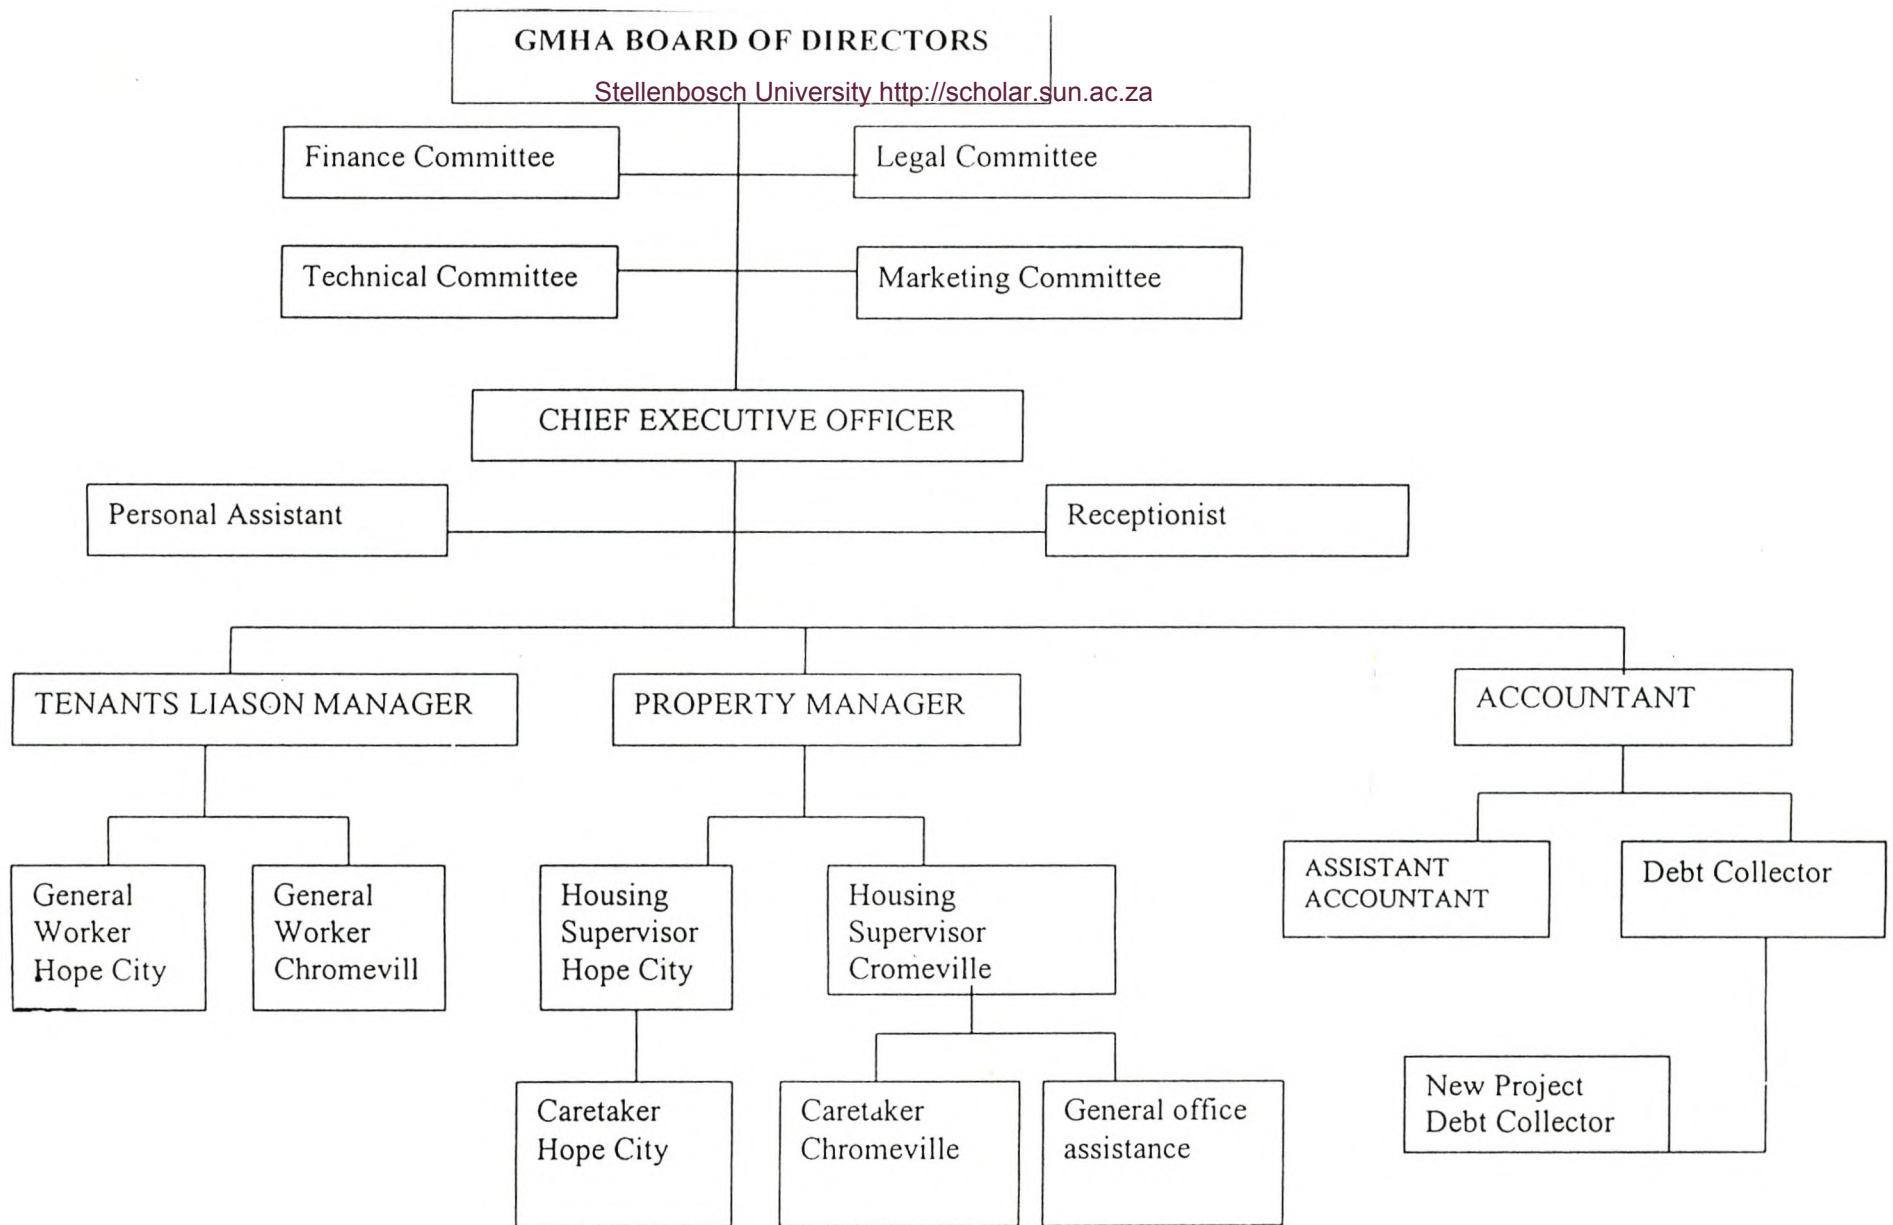 GMHA BOARD OF DIRECTORS
Stellenbosch University http://scholar.sun.ac.za
Finance Committee
Legal Committee
Technical Committee
Marketing Committee
CHIEF EXECUTIVE OFFICER
Personal Assistant
Receptionist
TENANTS LIASON MANAGER
PROPERTY MANAGER
ACCOUNTANT
General
Worker
Hope City
General
Worker
Chromevill
Housing
Supervisor
Hope City
Housing
Supervisor
Cromeville
ASSISTANT
ACCOUNTANT
Debt Collector
Caretaker
Hope City
Caretaker
Chromeville
General office
assistance
New Project
Debt Collector